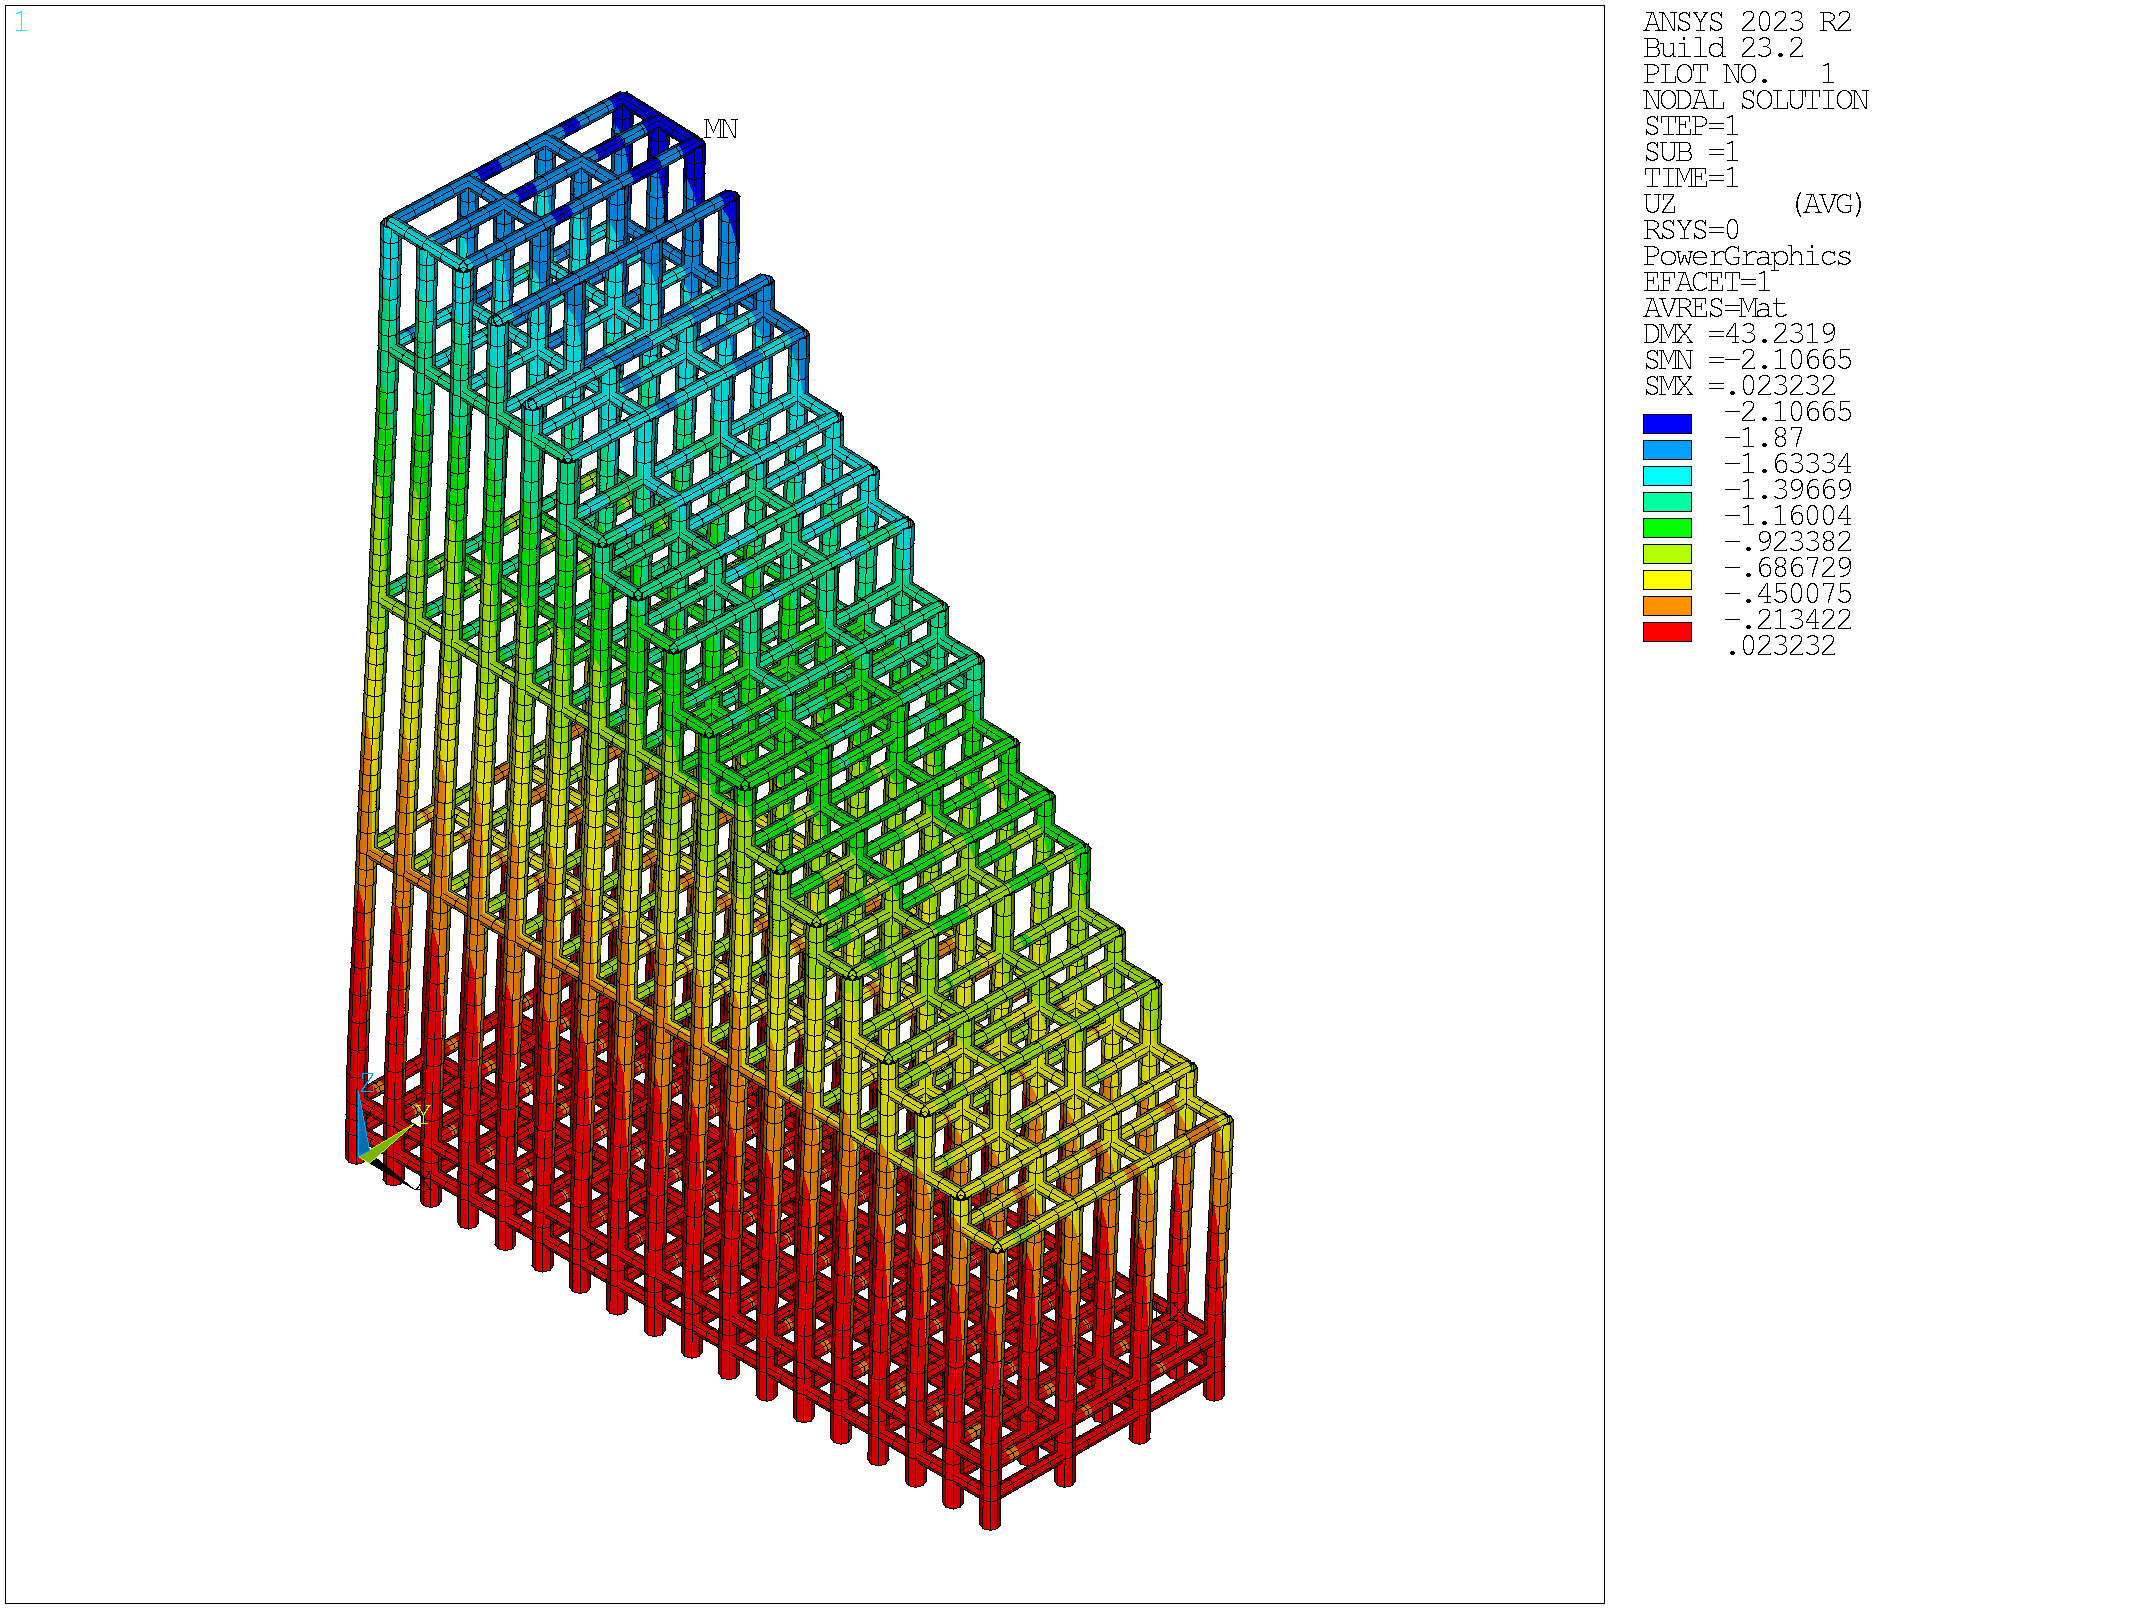 1
ANSYS 2023 R2
Build 23.2
PLOT NO.   1
NODAL SOLUTION
STEP=1
SUB =1
TIME=1
UZ       (AVG)
RSYS=0
PowerGraphics
EFACET=1
AVRES=Mat
DMX =43.2319
SMN =-2.10665
SMX =.023232
-2.10665
-1.87
-1.63334
-1.39669
-1.16004
-.923382
-.686729
-.450075
-.213422
.023232
MN
Z
Y
X